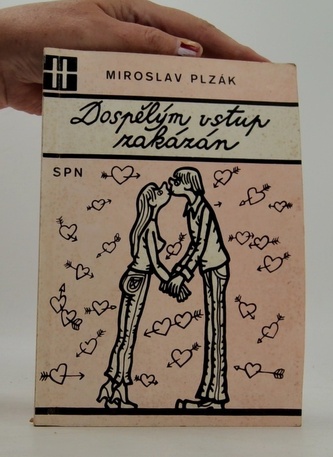 MIROSLAV PLZÁK
Dospělým vstup
zakázán
SPN